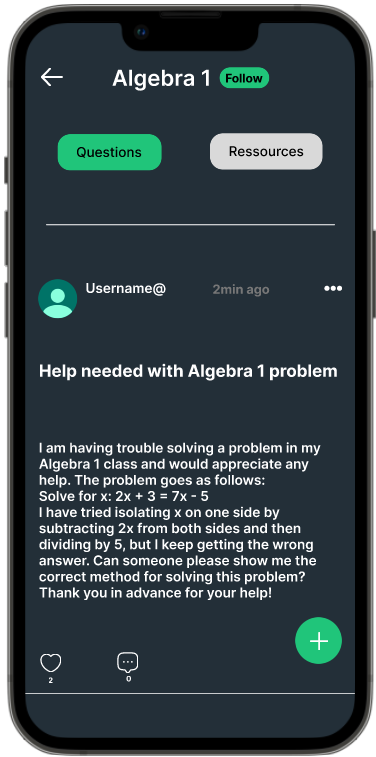 Algebra 1 Follow
Questions Ressources
Username@ 2min ago
Help needed with Algebra 1 problem
I am having trouble solving a problem in my
Algebra 1 class and would appreciate any
help. The problem goes as follows:
Solve for x: 2x + 3 = 7x - 5
I have tried isolating x on one side by
subtracting 2x from both sides and then
dividing by 5, but I keep getting the wrong
answer. Can someone please show me the
correct method for solving this problem?
Thank you in advance for your help!
2 0